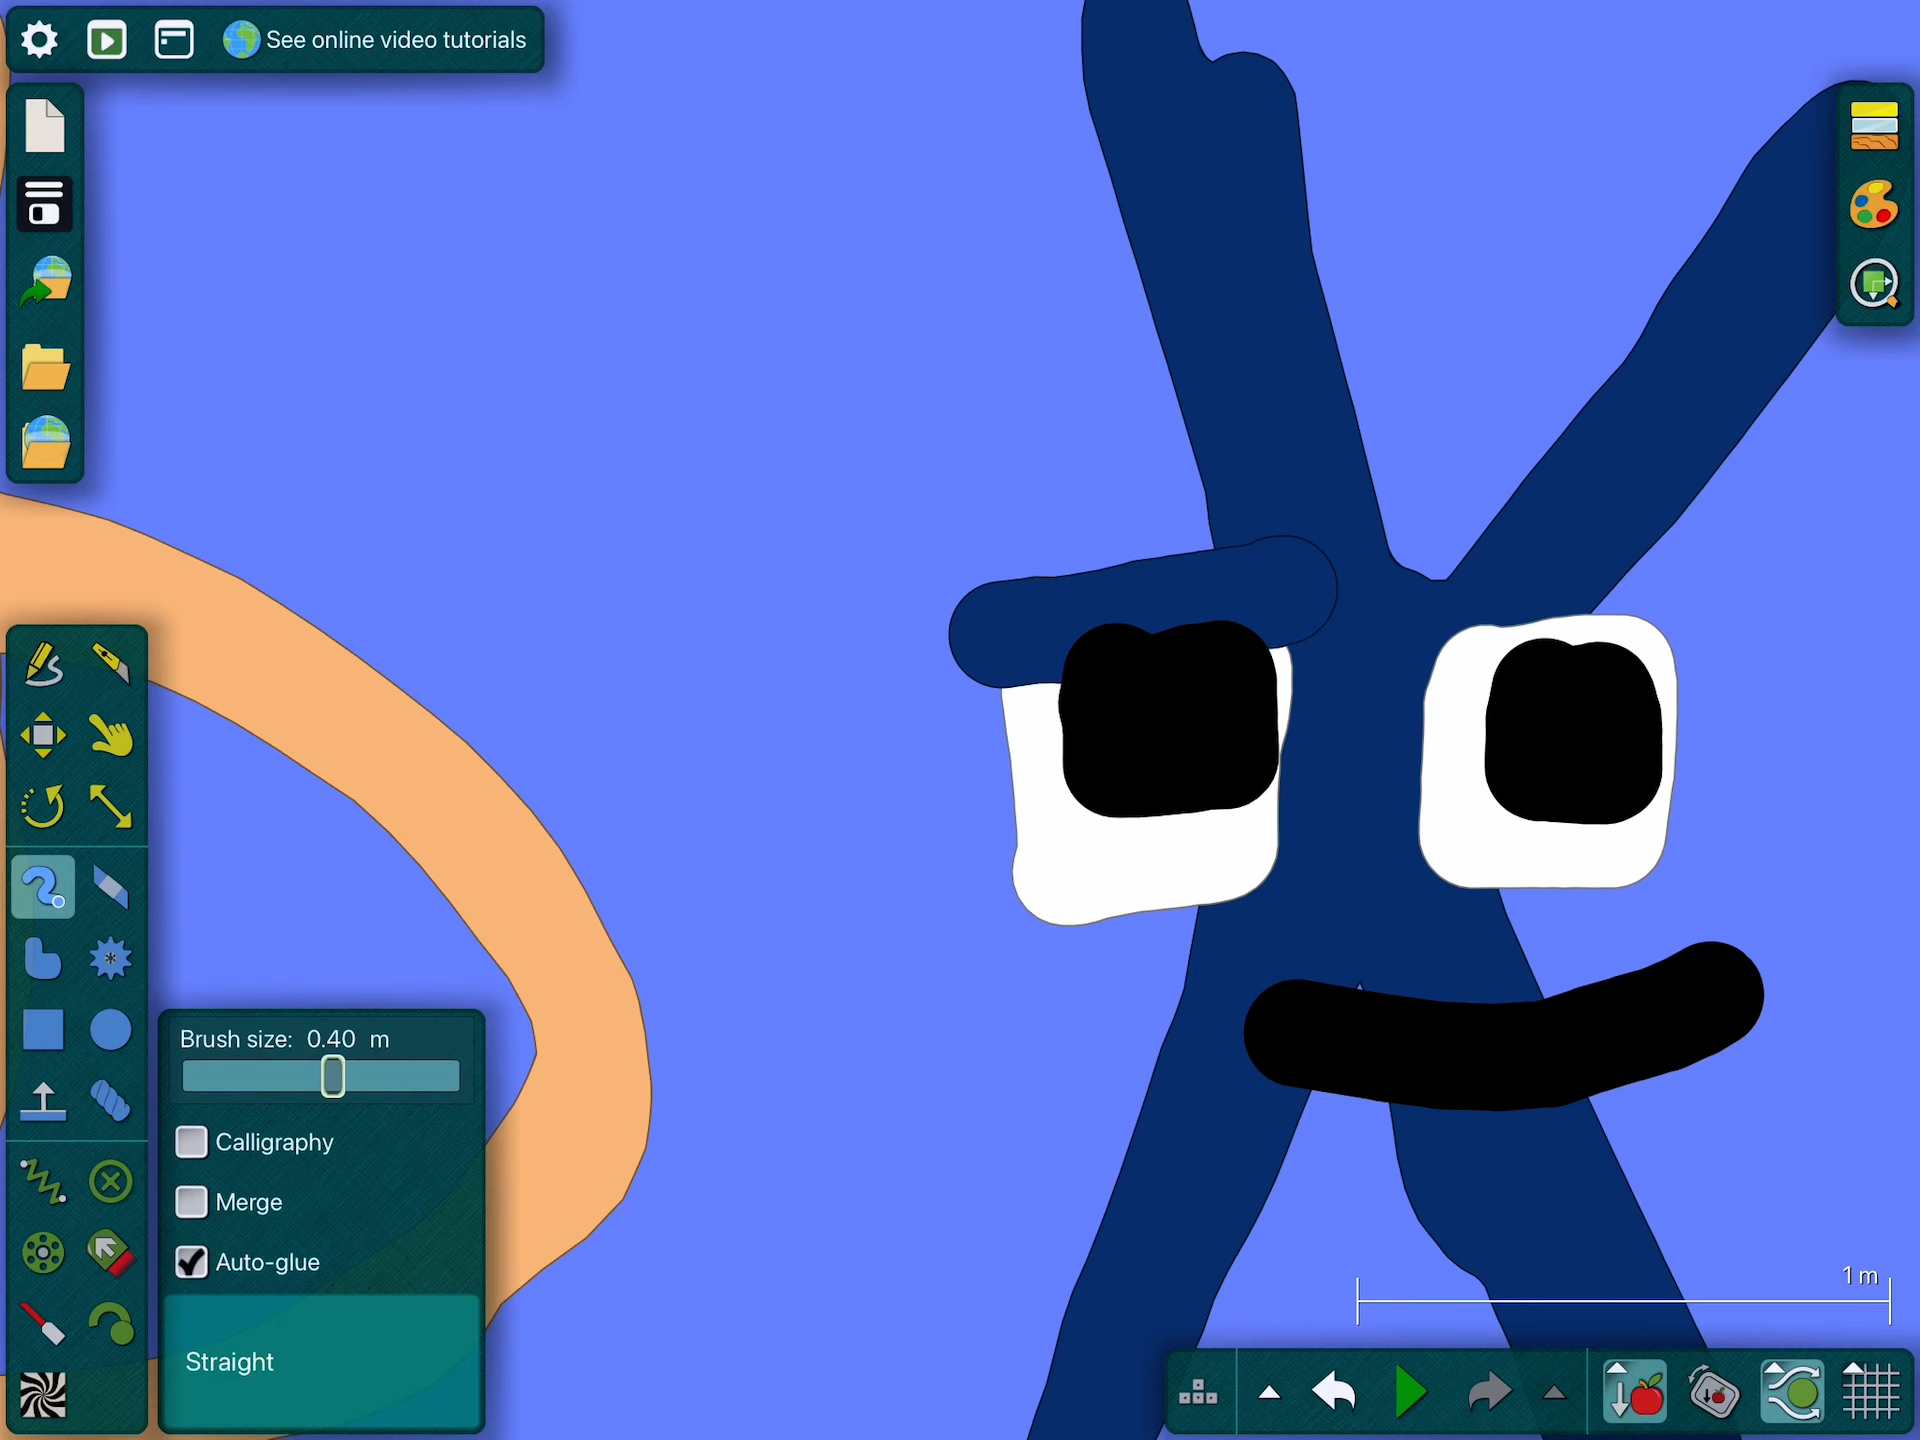 See online video tutorials
Brush size: 0.40 m
Calligraphy
Merge
Auto-glue
Straight
1 m